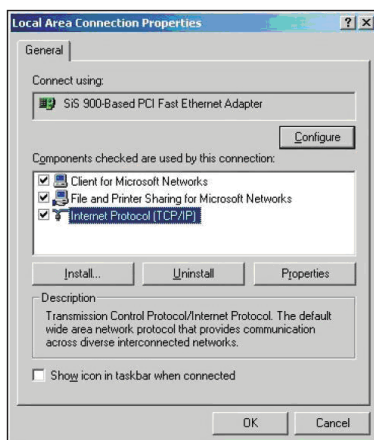 Local Area Connection Properties
General
Connect using:
SiS 900-Based PCI Fast Ethernet Adapter
Configure
Components checked are used by this connection:
Client for Microsoft Networks
File and Printer Sharing for Microsoft Networks
Internet Protocol (TCP/IP)
Install... Uninstall Properties
Description
Transmission Control Protocol/Internet Protocol. The default
wide area network protocol that provides communication
across diverse interconnected networks.
Show icon in taskbar when connected
OK Cancel